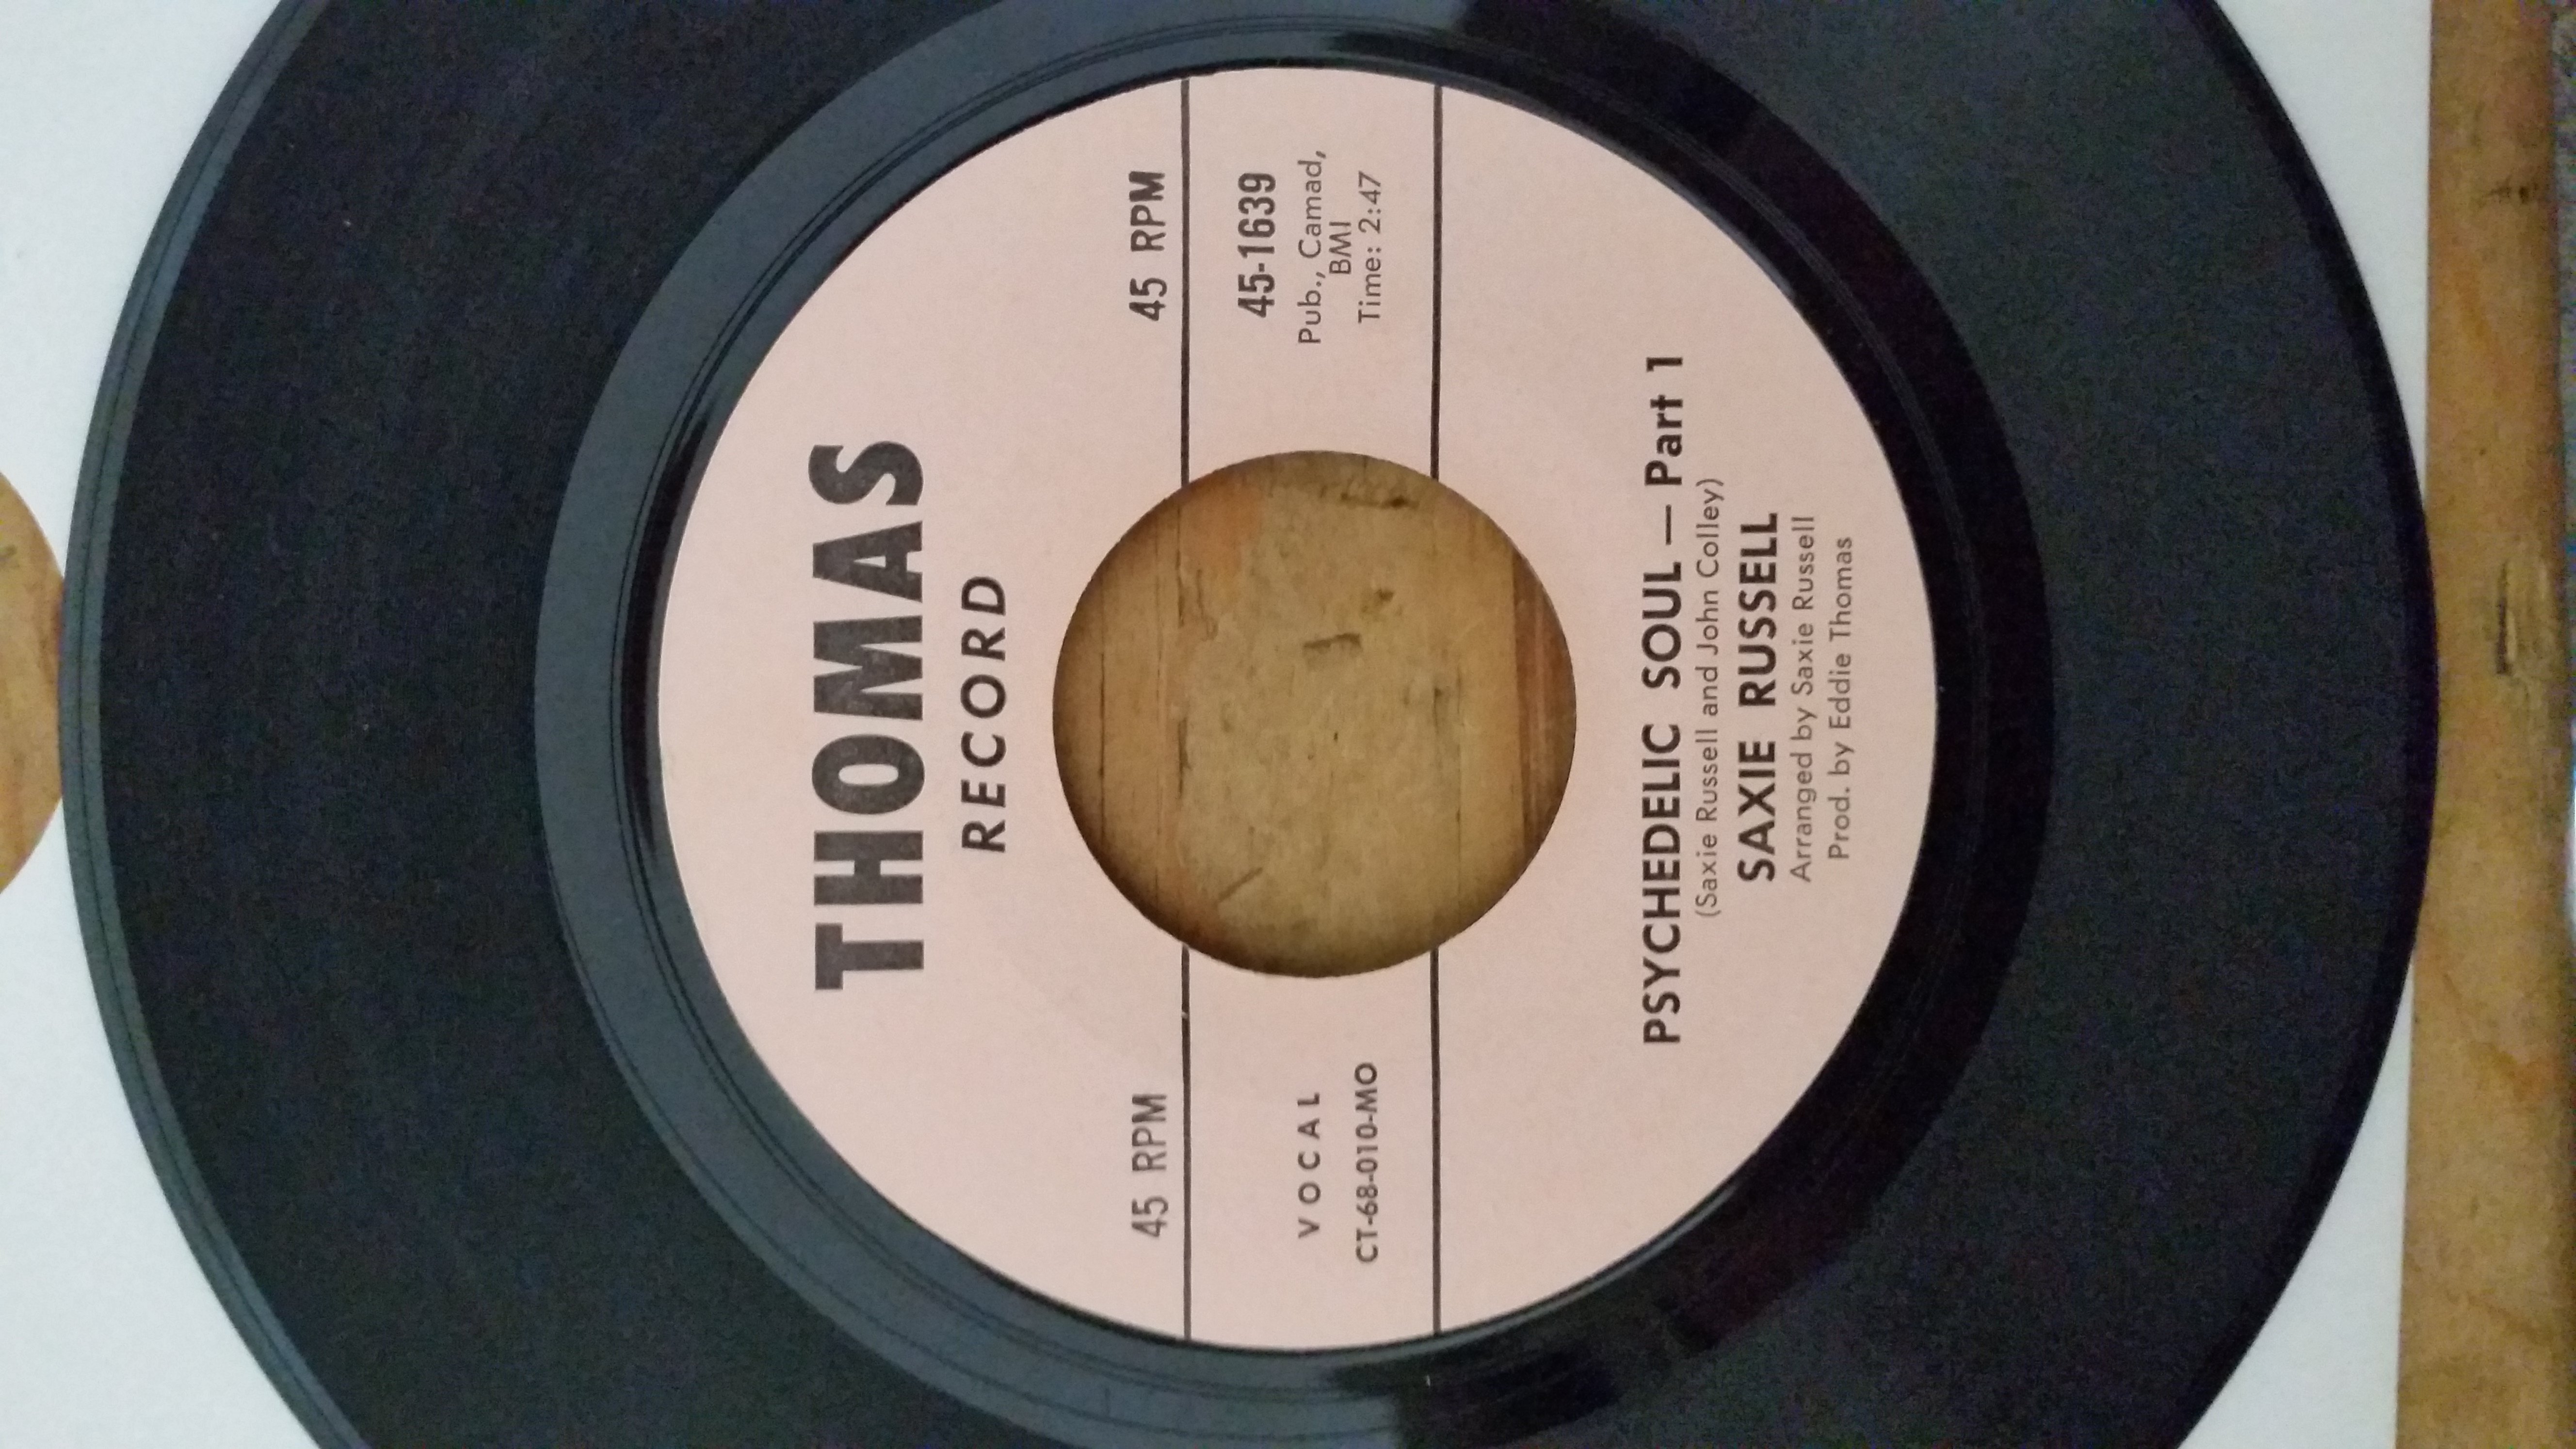 THOMAS
RECORD
45 RPM
45 RPM
VOCAL
CT-68-010-MO
45-1639
Pub., Camad,
BMI
Time: 2:47
PSYCHEDELIC SOUL — Part 1
(Saxie Russell and John Colley)
SAXIE RUSSELL
Arranged by Saxie Russell
Prod. by Eddie Thomas